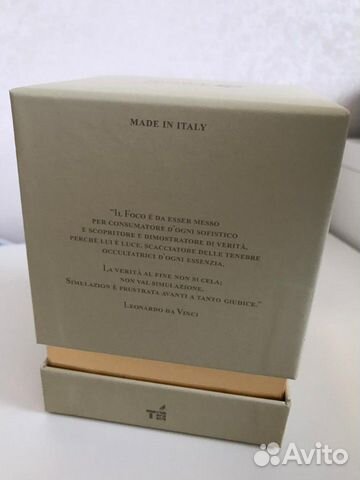 MADE IN ITALY
"IL FOCO È DA ESSER MESSO
PER CONSUMATORE D'OGNI SOFISTICO
E SCOPRITORE E DIMOSTRATORE DI VERITÀ,
PERCHÉ LUI È LUCE, SCACCIATORE DELLE TENEBRE
OCCULTATRICI D'OGNI ESSENZIA.
LA VERITÀ AL FINE NON SI CELA;
NON VAL SIMULAZIONE.
SIMULAZION È FRUSTRATA AVANTI A TANTO GIUDICE."
LEONARDO DA VINCI
Avito